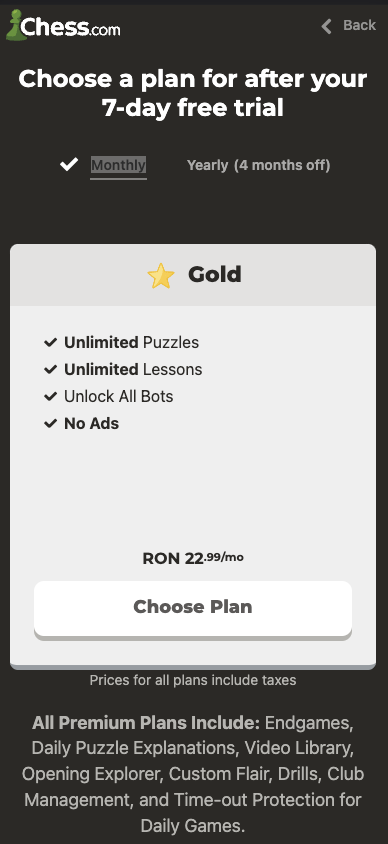 Chess.com
Back
Choose a plan for after your
7-day free trial
Monthly
Yearly (4 months off)
Gold
Unlimited Puzzles
Unlimited Lessons
Unlock All Bots
No Ads
RON 22.99/mo
Choose Plan
Prices for all plans include taxes
All Premium Plans Include: Endgames,
Daily Puzzle Explanations, Video Library,
Opening Explorer, Custom Flair, Drills, Club
Management, and Time-out Protection for
Daily Games.